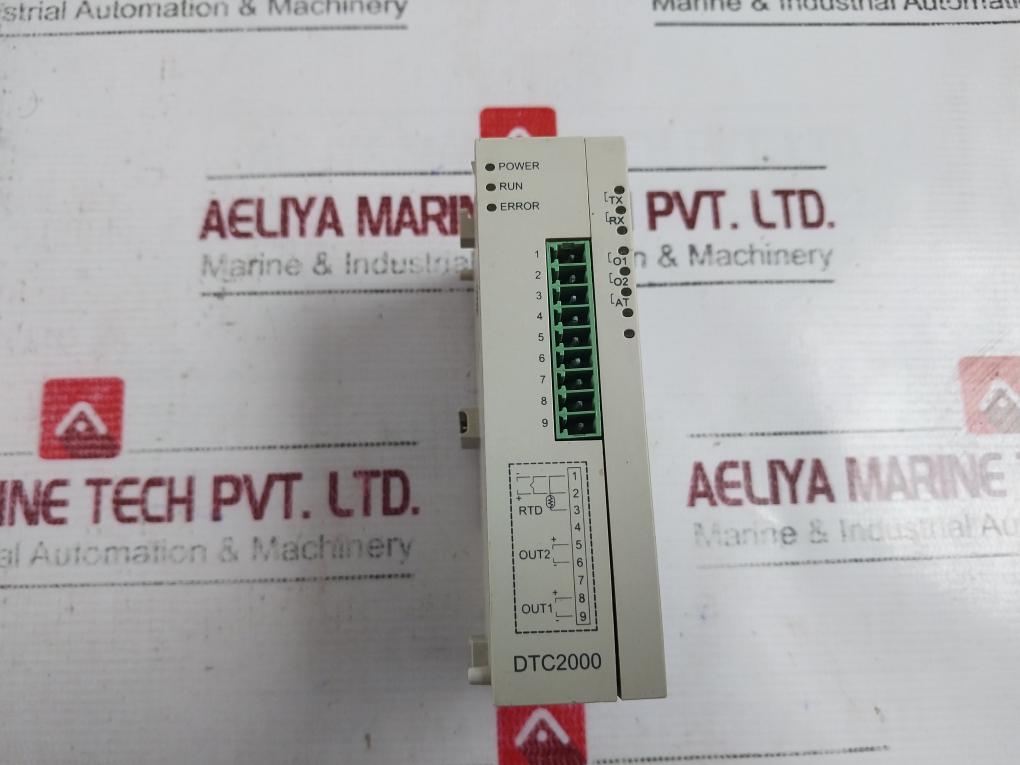 strial Automation & Machinery
Marine & Industrial Automati
AELIYA MARIN PVT. LTD.
Marine & Industrial n & Machinery
POWER
RUN
ERROR
TX
RX
O1
O2
AT
1
2
3
4
5
6
7
8
9
INE TECH PVT. LTD.
al Automation & Machinery
AELIYA MARINE T
Marine & Industrial Au
1
+ 2
RTD 3
4
+ 5
OUT2
- 6
7
+ 8
OUT1
- 9
DTC2000